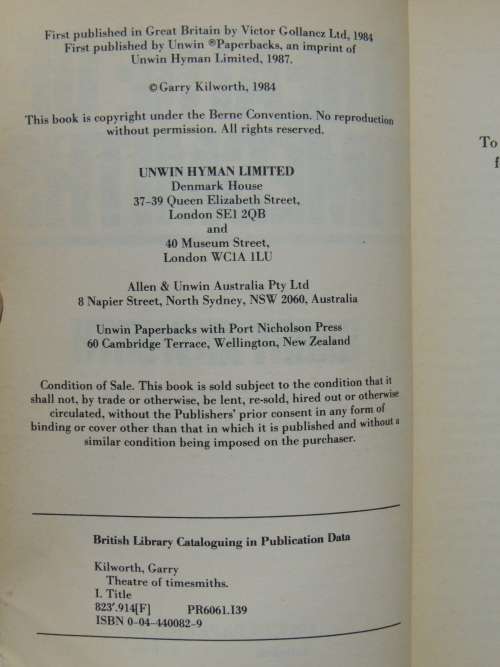 First published in Great Britain by Victor Gollancz Ltd, 1984
First published by Unwin ®Paperbacks, an imprint of
Unwin Hyman Limited, 1987.
© Garry Kilworth, 1984
This book is copyright under the Berne Convention. No reproduction
without permission. All rights reserved.
UNWIN HYMAN LIMITED
Denmark House
37–39 Queen Elizabeth Street,
London SE1 2QB
and
40 Museum Street,
London WC1A 1LU
Allen & Unwin Australia Pty Ltd
8 Napier Street, North Sydney, NSW 2060, Australia
Unwin Paperbacks with Port Nicholson Press
60 Cambridge Terrace, Wellington, New Zealand
Condition of Sale. This book is sold subject to the condition that it
shall not, by trade or otherwise, be lent, re-sold, hired out or otherwise
circulated, without the Publishers' prior consent in any form of
binding or cover other than that in which it is published and without a
similar condition being imposed on the purchaser.
British Library Cataloguing in Publication Data
Kilworth, Garry
Theatre of timesmiths.
I. Title
823'.914[F] PR6061.I39
ISBN 0-04-440082-9
To
f